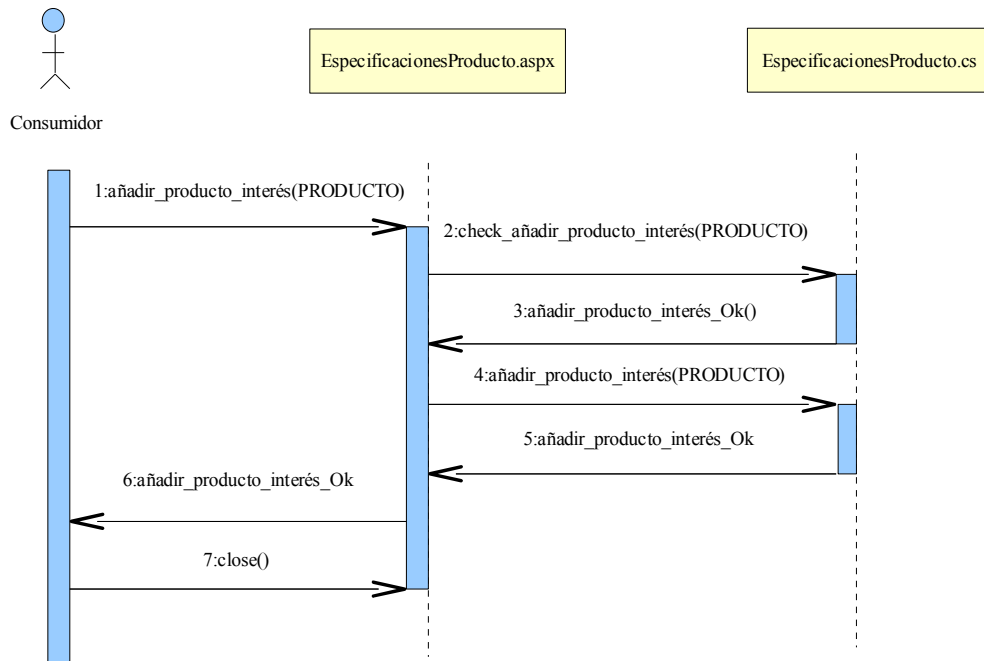 EspecificacionesProducto.aspx
EspecificacionesProducto.cs
Consumidor
1:añadir_producto_interés(PRODUCTO)
2:check_añadir_producto_interés(PRODUCTO)
3:añadir_producto_interés_Ok()
4:añadir_producto_interés(PRODUCTO)
5:añadir_producto_interés_Ok
6:añadir_producto_interés_Ok
7:close()